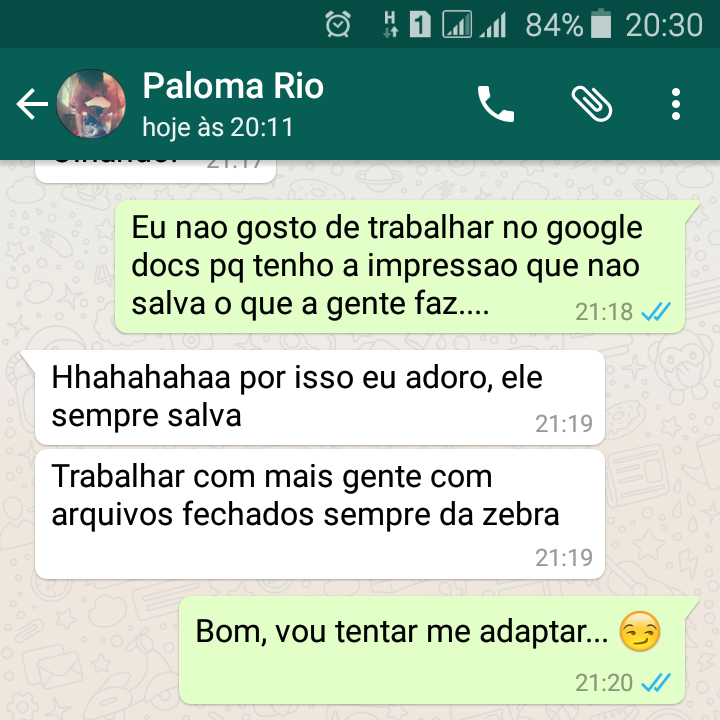 H 1 84% 20:30
Paloma Rio
hoje às 20:11
21:17
Eu nao gosto de trabalhar no google
docs pq tenho a impressao que nao
salva o que a gente faz....
21:18
Hhahahahaa por isso eu adoro, ele
sempre salva
21:19
Trabalhar com mais gente com
arquivos fechados sempre da zebra
21:19
Bom, vou tentar me adaptar... 😏
21:20